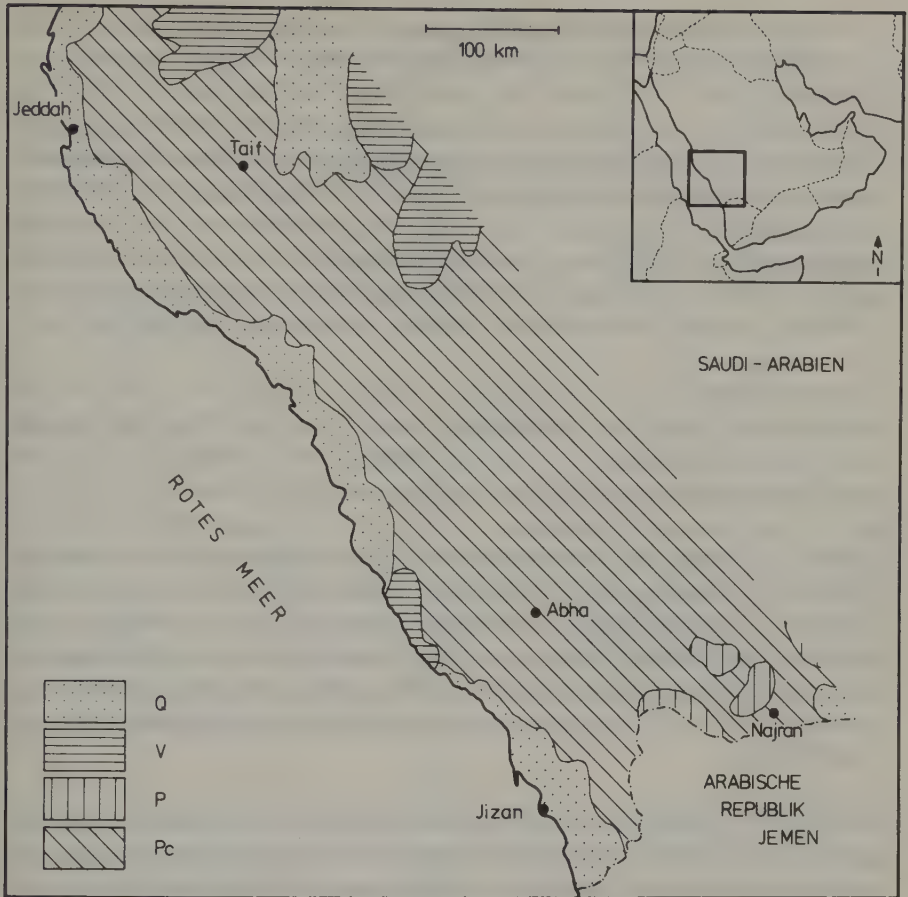 100 km
N
Jeddah
Taif
SAUDI - ARABIEN
ROTES MEER
Abha
Najran
Jizan
ARABISCHE
REPUBLIK
JEMEN
Q
V
P
Pc